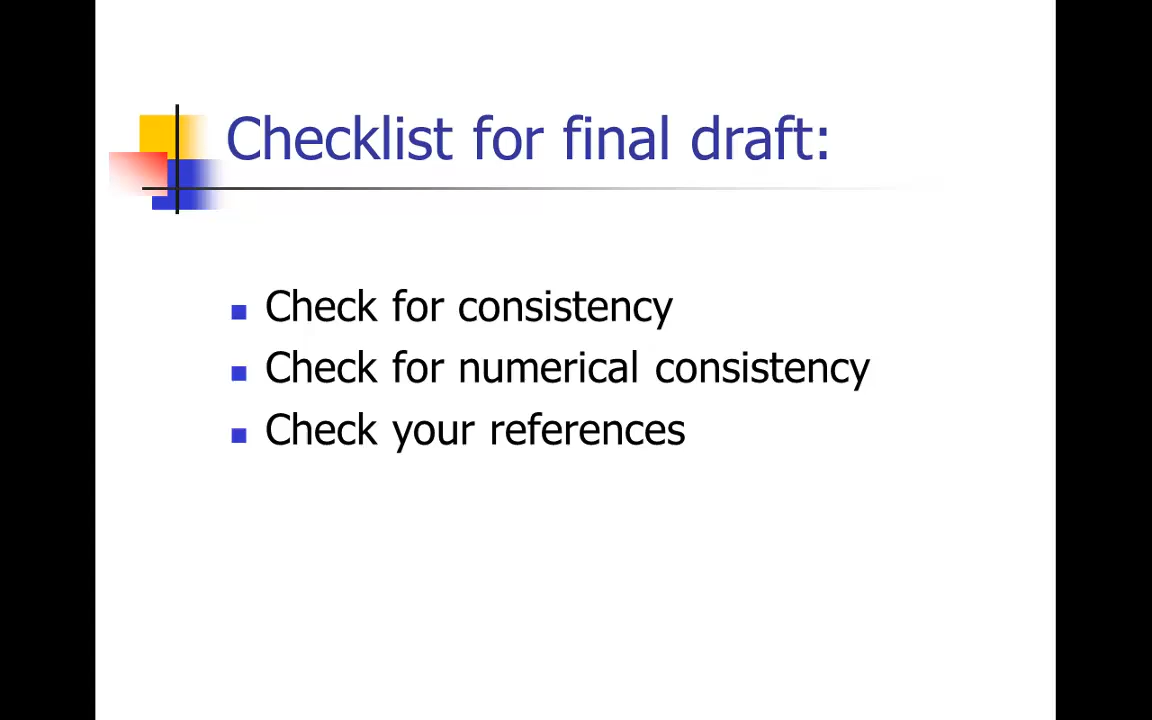 Checklist for final draft:
Check for consistency
Check for numerical consistency
Check your references